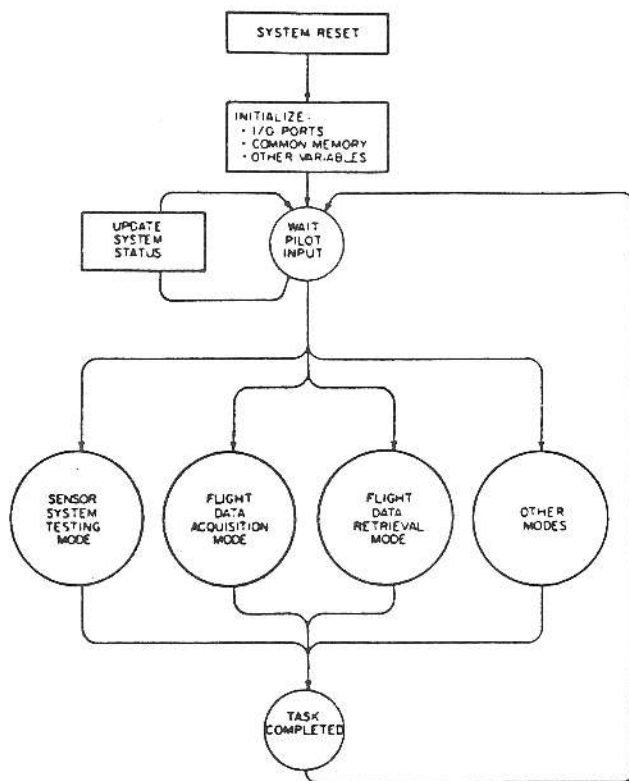 SYSTEM RESET
INITIALIZE:
• I/O PORTS
• COMMON MEMORY
• OTHER VARIABLES
UPDATE
SYSTEM
STATUS
WAIT
PILOT
INPUT
SENSOR
SYSTEM
TESTING
MODE
FLIGHT
DATA
ACQUISITION
MODE
FLIGHT
DATA
RETRIEVAL
MODE
OTHER
MODES
TASK
COMPLETED